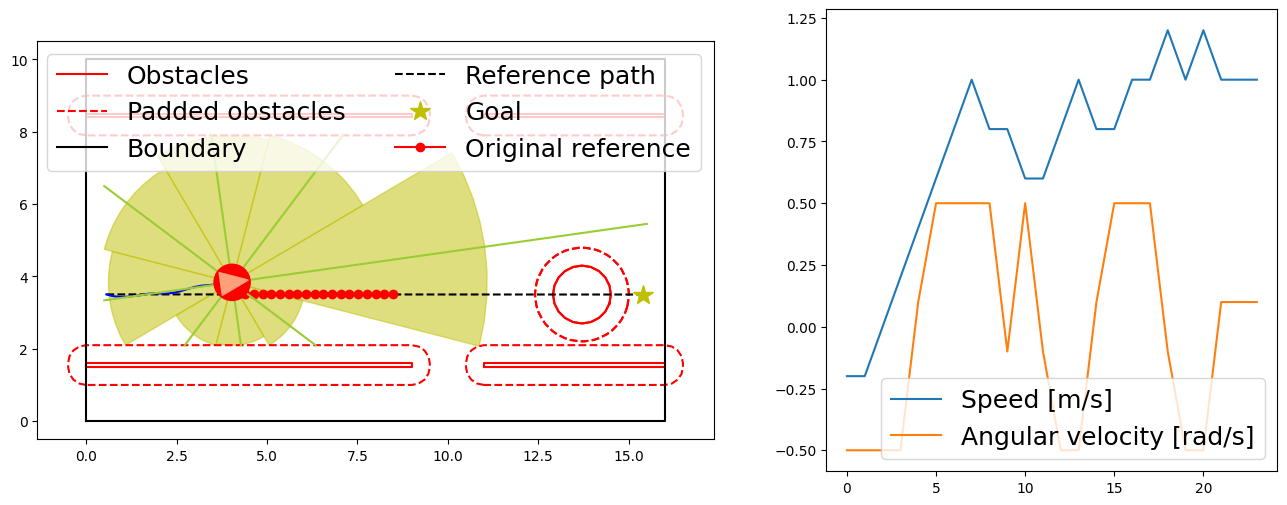 Obstacles
Padded obstacles
Boundary
Reference path
Goal
Original reference
10
8
6
4
2
0
0.0 2.5 5.0 7.5 10.0 12.5 15.0
1.25
1.00
0.75
0.50
0.25
0.00
−0.25
−0.50
Speed [m/s]
Angular velocity [rad/s]
0 5 10 15 20